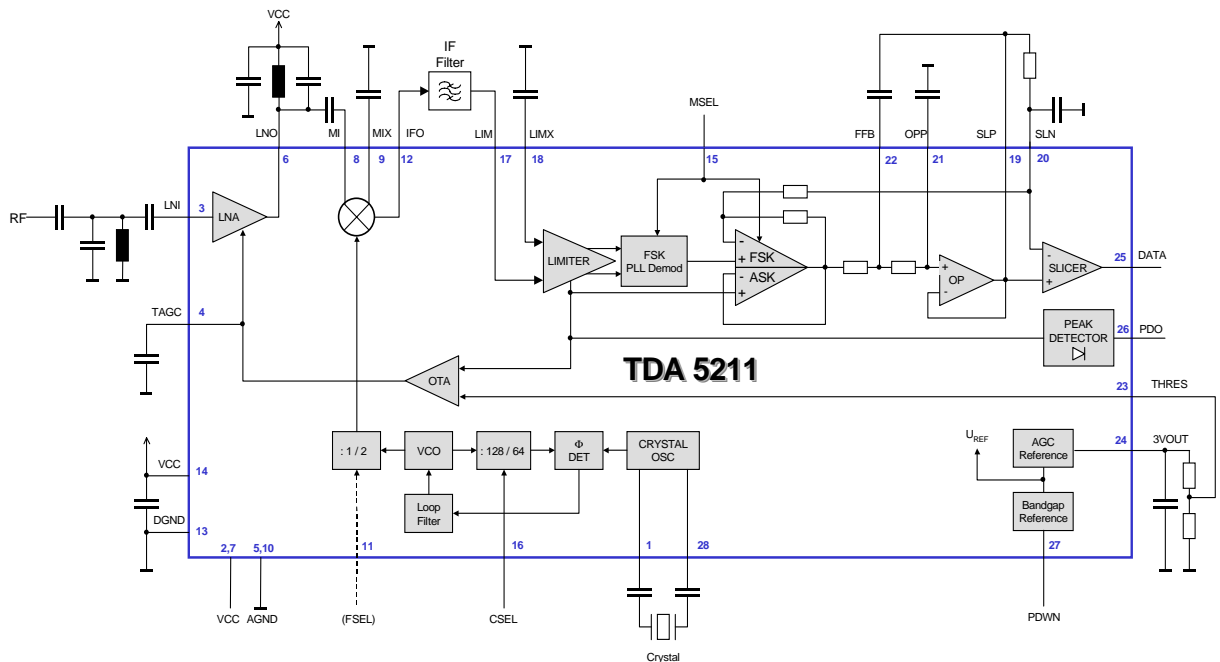 VCC
IF
Filter
MSEL
LNO
MI
MIX
IFO
LIM
LIMX
FFB
OPP
SLP
SLN
6
8
9
12
17
18
15
22
21
19
20
RF
LNI
3
LNA
LIMITER
FSK
PLL Demod
-
+
FSK
-
ASK
+
+
OP
-
-
SLICER
+
25
DATA
TAGC
4
PEAK
DETECTOR
26
PDO
OTA
TDA 5211
23
THRES
: 1 / 2
VCO
: 128 / 64
Φ
DET
CRYSTAL
OSC
UREF
AGC
Reference
24
3VOUT
VCC
14
Loop
Filter
Bandgap
Reference
DGND
13
2,7
5,10
11
16
1
28
27
VCC
AGND
(FSEL)
CSEL
PDWN
Crystal